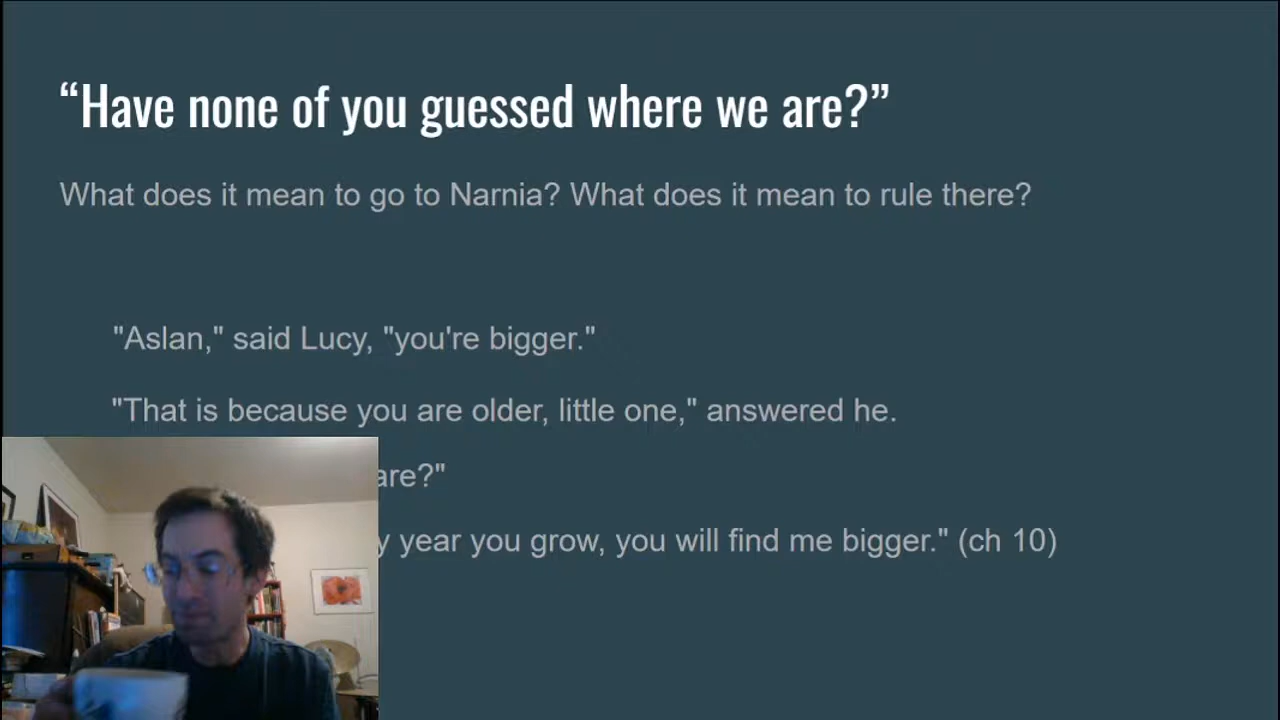 “Have none of you guessed where we are?”
What does it mean to go to Narnia? What does it mean to rule there?
"Aslan," said Lucy, "you're bigger."
"That is because you are older, little one," answered he.
are?"
year you grow, you will find me bigger." (ch 10)